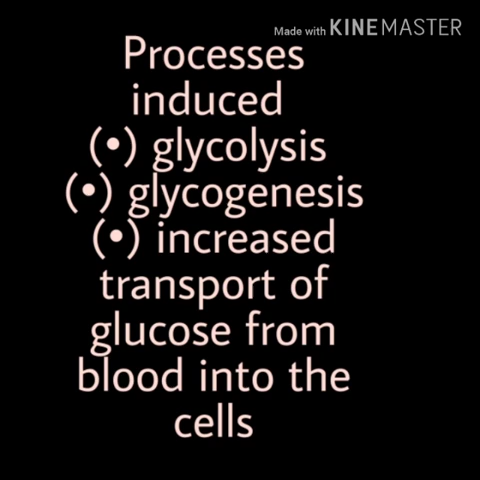 Made with KINEMASTER
Processes
induced
(•) glycolysis
(•) glycogenesis
(•) increased
transport of
glucose from
blood into the
cells